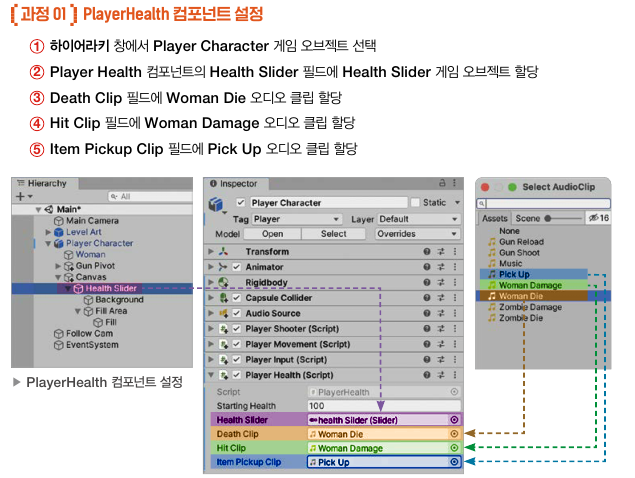 [과정 01] PlayerHealth 컴포넌트 설정
① 하이어라키 창에서 Player Character 게임 오브젝트 선택
② Player Health 컴포넌트의 Health Slider 필드에 Health Slider 게임 오브젝트 할당
③ Death Clip 필드에 Woman Die 오디오 클립 할당
④ Hit Clip 필드에 Woman Damage 오디오 클립 할당
⑤ Item Pickup Clip 필드에 Pick Up 오디오 클립 할당
Hierarchy
All
Main*
Main Camera
Level Art
Player Character
Woman
Gun Pivot
Canvas
Health Slider
Background
Fill Area
Fill
Follow Cam
EventSystem
▶ PlayerHealth 컴포넌트 설정
Inspector
Player Character Static
Tag Player Layer Default
Model Open Select Overrides
Transform
Animator
Rigidbody
Capsule Collider
Audio Source
Player Shooter (Script)
Player Movement (Script)
Player Input (Script)
Player Health (Script)
Script PlayerHealth
Starting Health 100
Health Slider health Slilder (Slider)
Death Clip Woman Die
Hit Clip Woman Damage
Item Pickup Clip Pick Up
Select AudioClip
Assets Scene 16
None
Gun Reload
Gun Shoot
Music
Pick Up
Woman Damage
Woman Die
Zombie Damage
Zombie Die